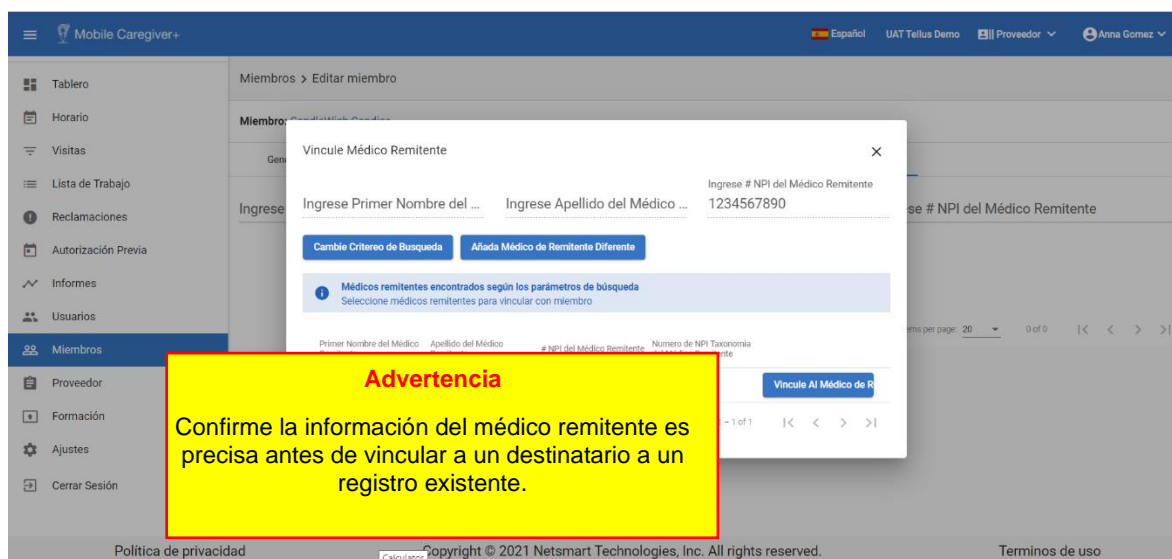 Mobile Caregiver+
Español
UAT Tellus Demo
Proveedor
Anna Gomez
Tablero
Horario
Visitas
Lista de Trabajo
Reclamaciones
Autorización Previa
Informes
Usuarios
Miembros
Proveedor
Formación
Ajustes
Cerrar Sesión
Miembros > Editar miembro
Miembro:
Gen
Ingrese
se # NPI del Médico Remitente
ms per page: 20
0 of 0
Vincule Médico Remitente
Ingrese Primer Nombre del ...
Ingrese Apellido del Médico ...
Ingrese # NPI del Médico Remitente
1234567890
Cambie Critereo de Busqueda
Añada Médico de Remitente Diferente
Médicos remitentes encontrados según los parámetros de búsqueda
Seleccione médicos remitentes para vincular con miembro
Primer Nombre del Médico
Apellido del Médico
# NPI del Médico Remitente
Numero de NPI Taxonomia
Vincule Al Médico de R
– 1 of 1
Advertencia
Confirme la información del médico remitente es
precisa antes de vincular a un destinatario a un
registro existente.
Política de privacidad
Calculator
Copyright © 2021 Netsmart Technologies, Inc. All rights reserved.
Terminos de uso